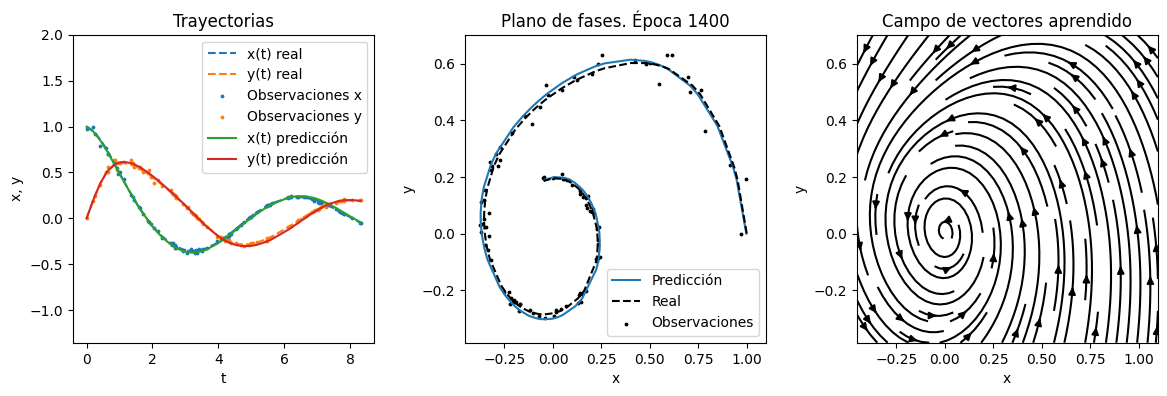 Trayectorias
2.0
1.5
1.0
0.5
0.0
−0.5
−1.0
x, y
x(t) real
y(t) real
Observaciones x
Observaciones y
x(t) predicción
y(t) predicción
0
2
4
6
8
t
Plano de fases. Época 1400
0.6
0.4
0.2
0.0
−0.2
y
Predicción
Real
Observaciones
−0.25
0.00
0.25
0.50
0.75
1.00
x
Campo de vectores aprendido
0.6
0.4
0.2
0.0
−0.2
y
−0.25
0.00
0.25
0.50
0.75
1.00
x